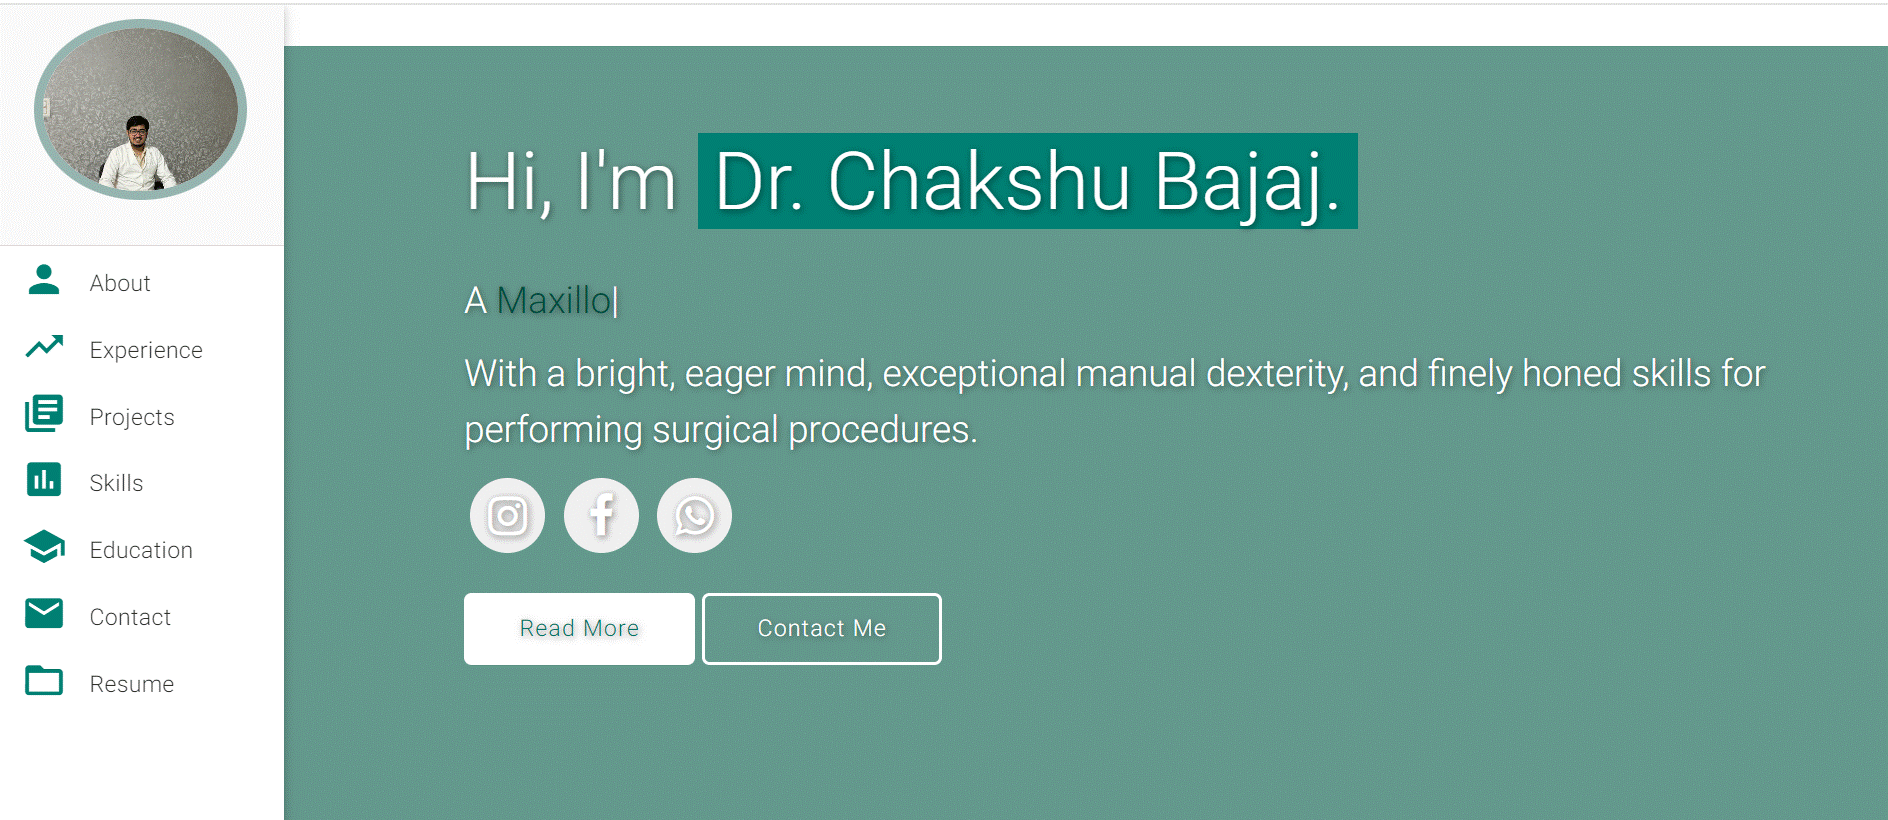 About
Experience
Projects
Skills
Education
Contact
Resume
Hi, I'm Dr. Chakshu Bajaj.
A Maxillo|
With a bright, eager mind, exceptional manual dexterity, and finely honed skills for
performing surgical procedures.
Read More
Contact Me